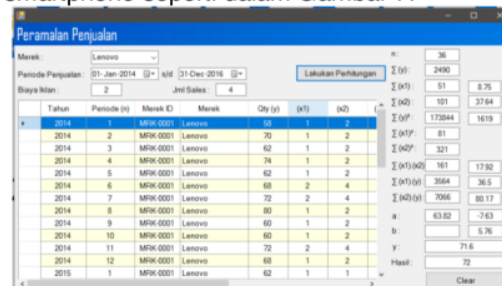 smartphone seperti dalam Gambar
Peramalan Penjualan
Merek : Lenovo
Periode Penjualan : 01-Jan-2014 s/d 31-Dec-2016 Lakukan Perhitungan
Biaya Iklan : 2 Jml Sales : 4
Tahun Periode (n) Merek ID Merek Qty (y) (x1) (x2)
2014 1 MRK-0001 Lenovo 58 1 2
2014 2 MRK-0001 Lenovo 70 1 2
2014 3 MRK-0001 Lenovo 62 1 2
2014 4 MRK-0001 Lenovo 74 1 2
2014 5 MRK-0001 Lenovo 62 1 2
2014 6 MRK-0001 Lenovo 68 2 4
2014 7 MRK-0001 Lenovo 72 2 4
2014 8 MRK-0001 Lenovo 80 1 2
2014 9 MRK-0001 Lenovo 60 1 2
2014 10 MRK-0001 Lenovo 60 1 2
2014 11 MRK-0001 Lenovo 72 2 4
2014 12 MRK-0001 Lenovo 68 1 2
2015 1 MRK-0001 Lenovo 62 1 1
n : 36
∑ (y) : 2490
∑ (x1) : 51 8.75
∑ (x2) : 101 37.64
∑ (y)² : 173844 1619
∑ (x1)² : 81
∑ (x2)² : 321
∑ (x1).(x2) 161 17.92
∑ (x1).(y) 3564 36.5
∑ (x2).(y) 7066 80.17
a : 63.82 -7.63
b : 5.76
y : 71.6
Hasil : 72
Clear